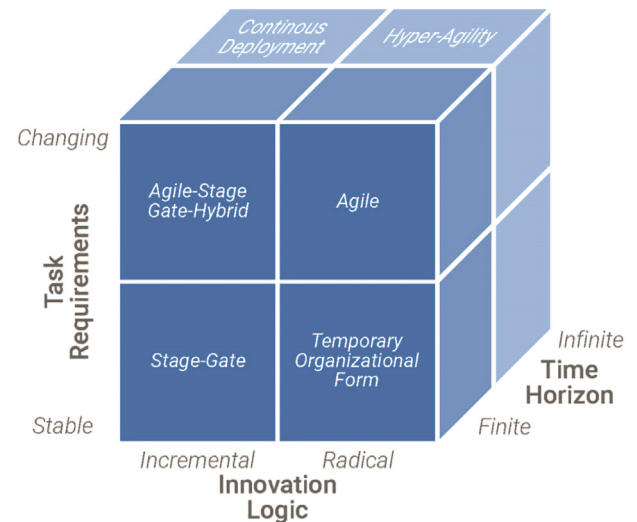 Continous
Deployment
Hyper-Agility
Changing
Agile-Stage
Gate-Hybrid
Agile
Task
Requirements
Stage-Gate
Temporary
Organizational
Form
Infinite
Time
Horizon
Stable
Finite
Incremental
Radical
Innovation
Logic